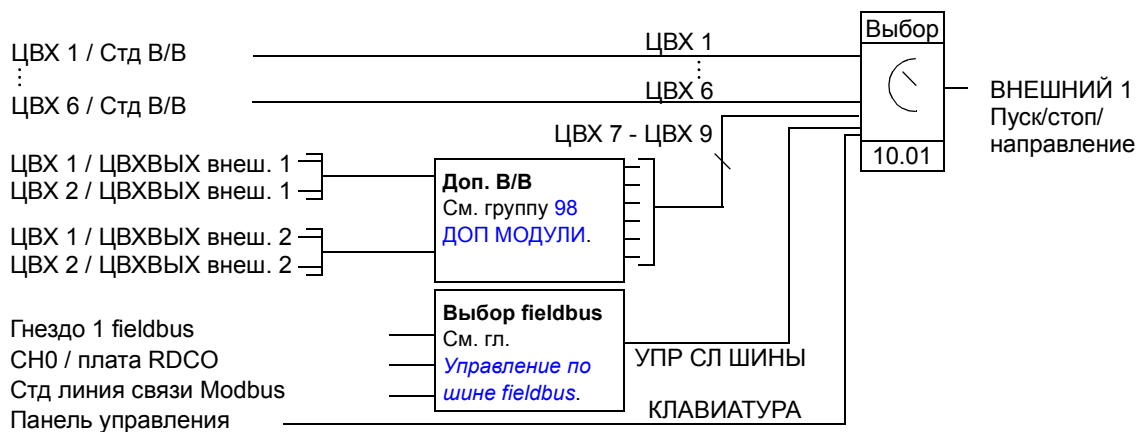 Выбор
ЦВХ 1 / Стд В/В
ЦВХ 1
ЦВХ 6 / Стд В/В
ЦВХ 6
ВНЕШНИЙ 1
Пуск/стоп/
направление
10.01
ЦВХ 7 - ЦВХ 9
ЦВХ 1 / ЦВХВЫХ внеш. 1
ЦВХ 2 / ЦВХВЫХ внеш. 1
ЦВХ 1 / ЦВХВЫХ внеш. 2
ЦВХ 2 / ЦВХВЫХ внеш. 2
Доп. В/В
См. группу 98
ДОП МОДУЛИ.
Гнездо 1 fieldbus
CH0 / плата RDCO
Стд линия связи Modbus
Панель управления
Выбор fieldbus
См. гл.
Управление по
шине fieldbus.
УПР СЛ ШИНЫ
КЛАВИАТУРА